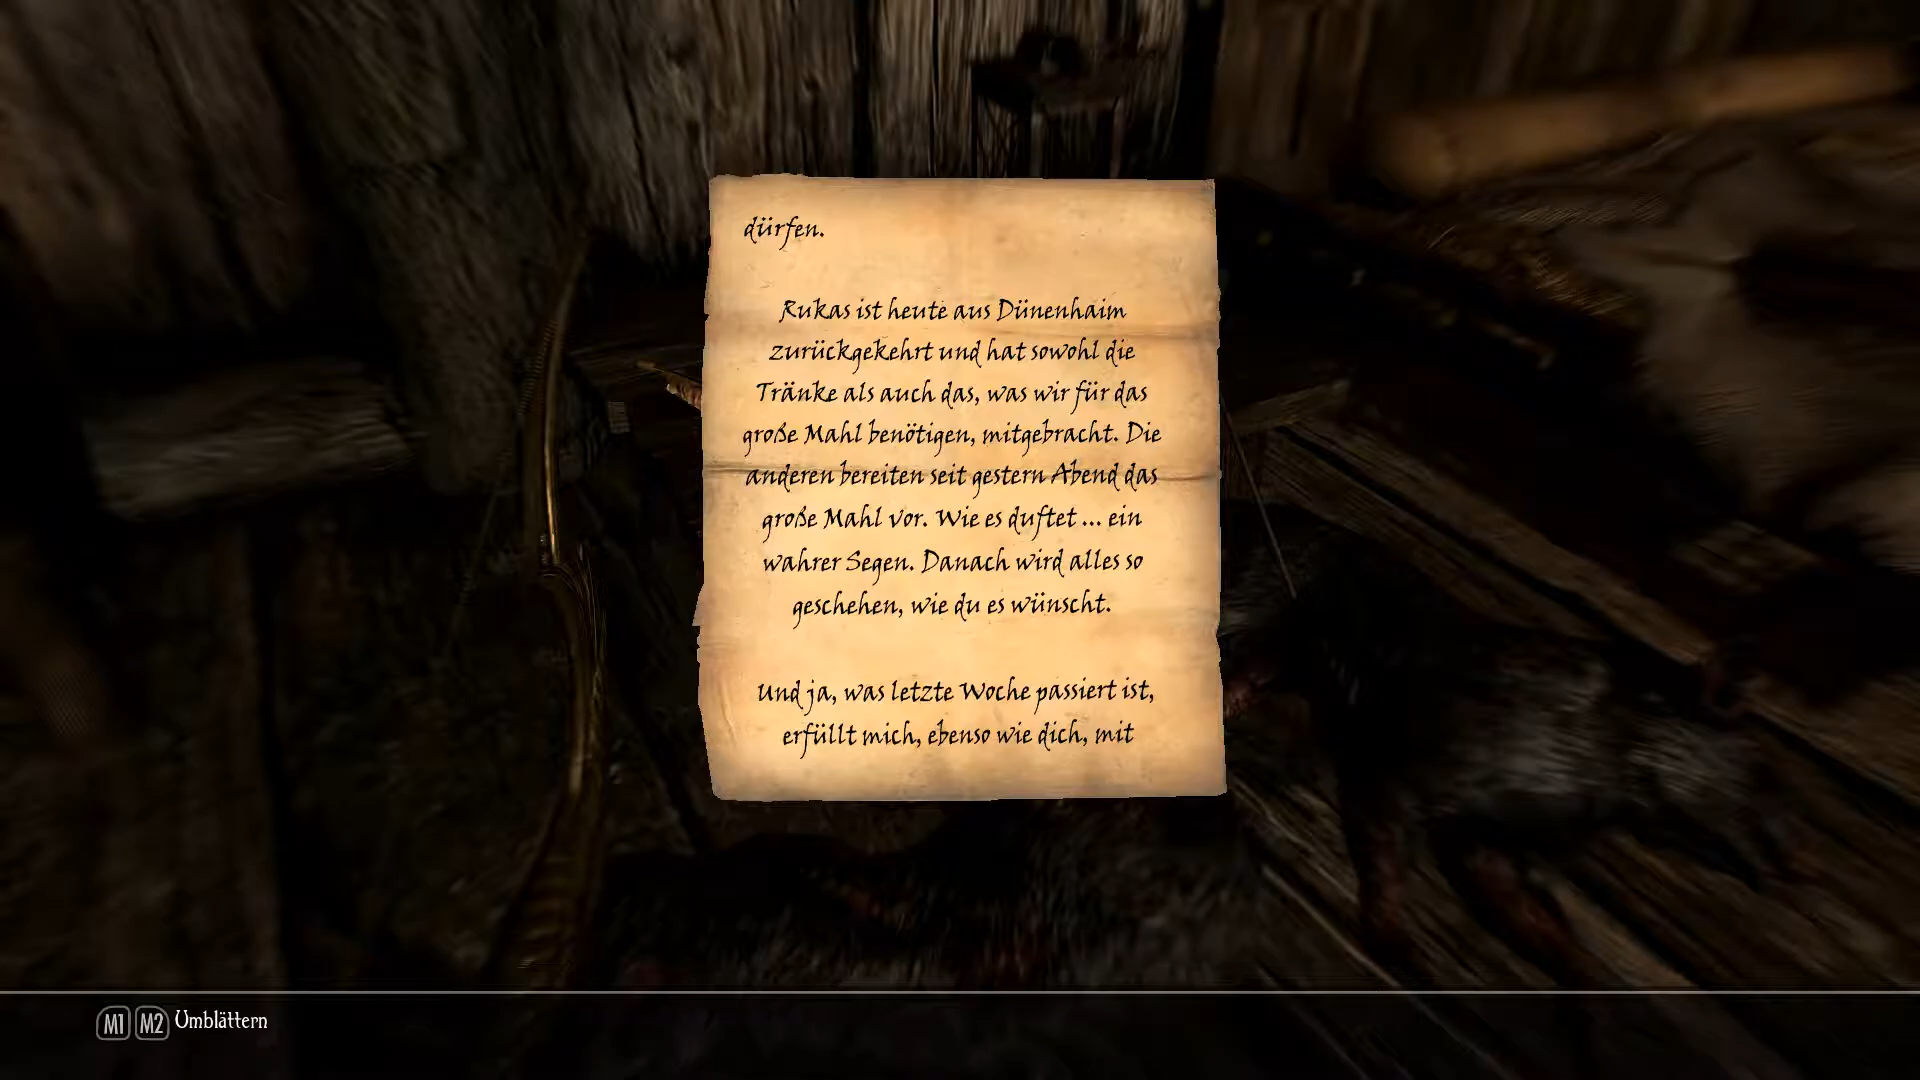 dürfen.
Rukas ist heute aus Dünenhaim
zurückgekehrt und hat sowohl die
Tränke als auch das, was wir für das
große Mahl benötigen, mitgebracht. Die
anderen bereiten seit gestern Abend das
große Mahl vor. Wie es duftet ... ein
wahrer Segen. Danach wird alles so
geschehen, wie du es wünscht.
Und ja, was letzte Woche passiert ist,
erfüllt mich, ebenso wie dich, mit
M1 M2 Umblättern